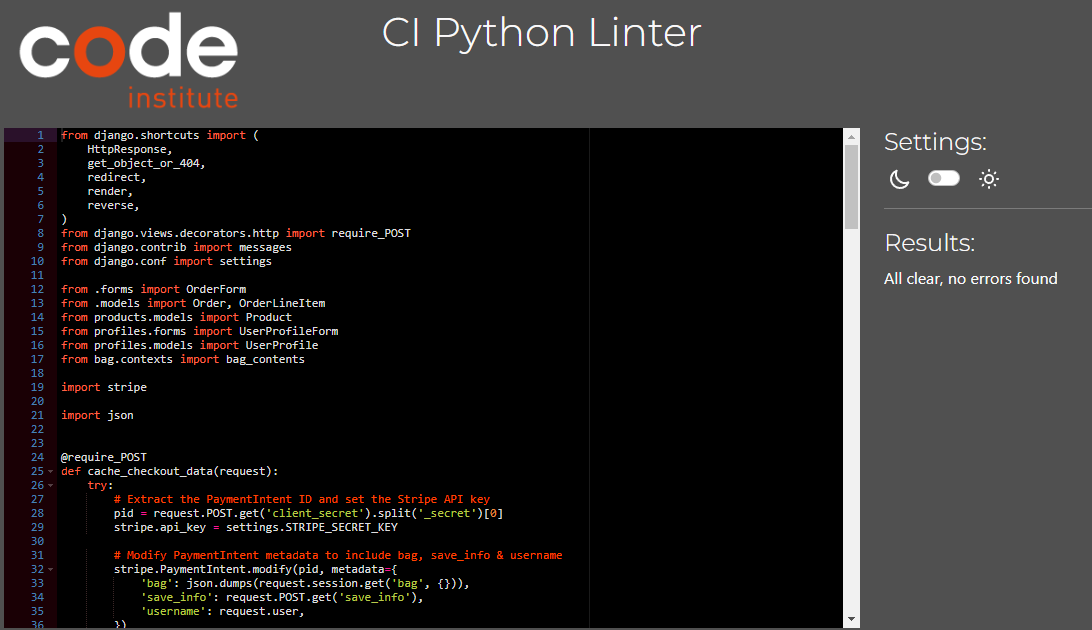 code
institute
CI Python Linter
1 from django.shortcuts import (
2     HttpResponse,
3     get_object_or_404,
4     redirect,
5     render,
6     reverse,
7 )
8 from django.views.decorators.http import require_POST
9 from django.contrib import messages
10 from django.conf import settings
11
12 from .forms import OrderForm
13 from .models import Order, OrderLineItem
14 from products.models import Product
15 from profiles.forms import UserProfileForm
16 from profiles.models import UserProfile
17 from bag.contexts import bag_contents
18
19 import stripe
20
21 import json
22
23
24 @require_POST
25 def cache_checkout_data(request):
26     try:
27         # Extract the PaymentIntent ID and set the Stripe API key
28         pid = request.POST.get('client_secret').split('_secret')[0]
29         stripe.api_key = settings.STRIPE_SECRET_KEY
30
31         # Modify PaymentIntent metadata to include bag, save_info & username
32         stripe.PaymentIntent.modify(pid, metadata={
33             'bag': json.dumps(request.session.get('bag', {})),
34             'save_info': request.POST.get('save_info'),
35             'username': request.user,
36         })
Settings:
Results:
All clear, no errors found